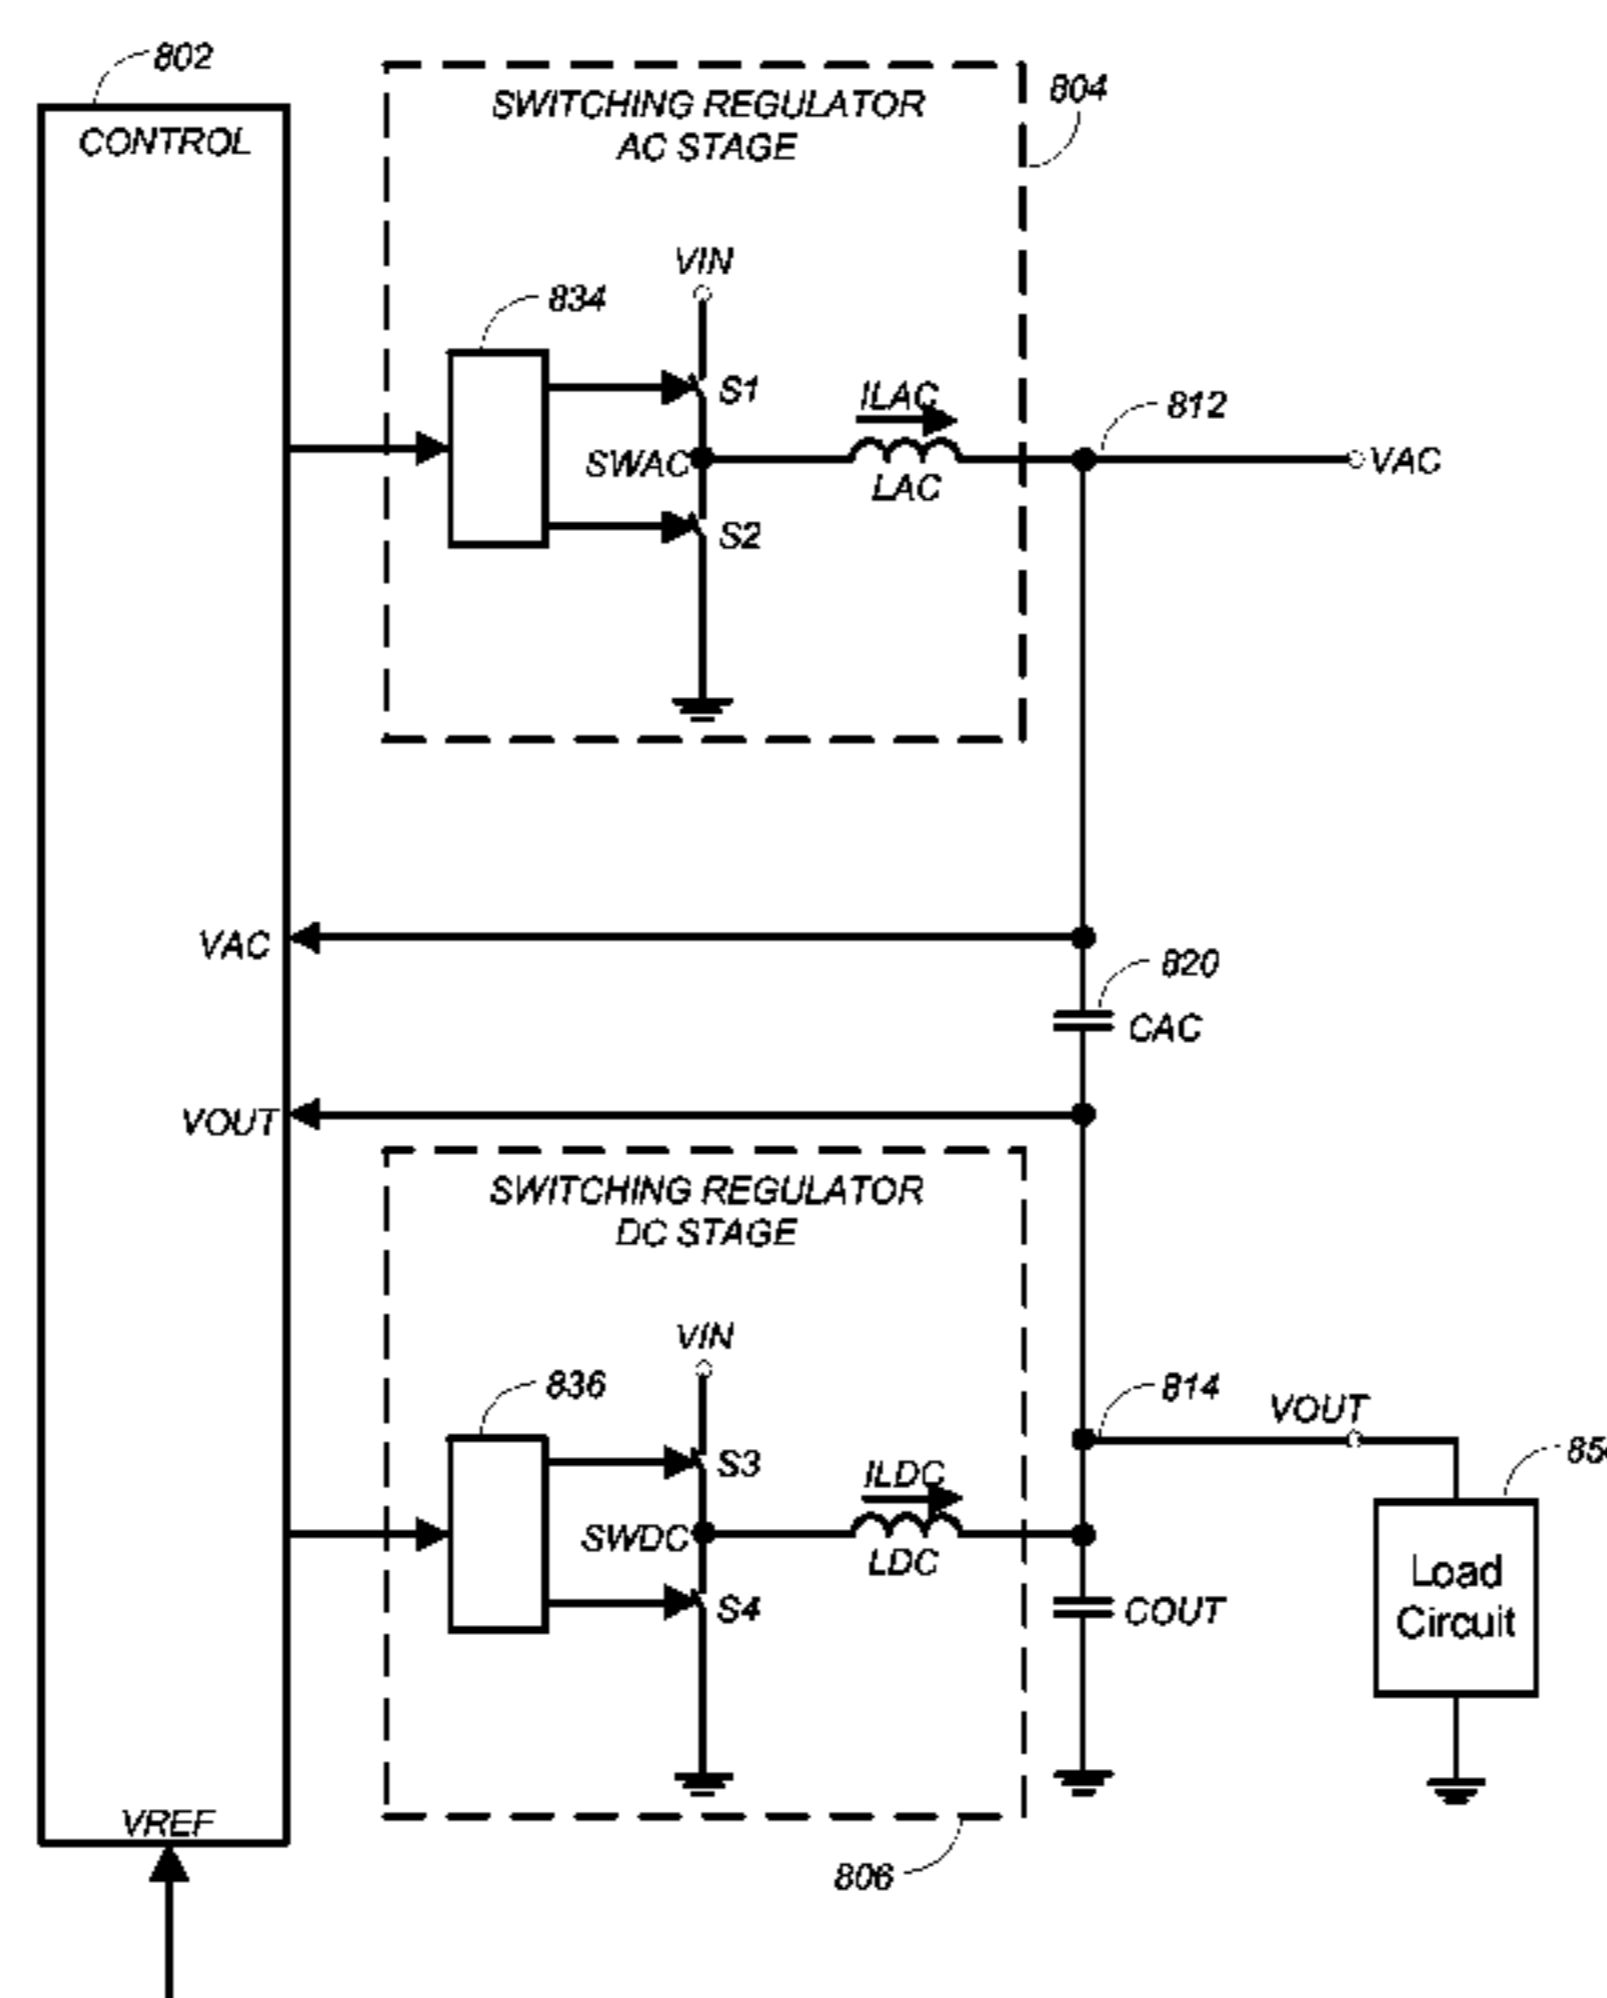 802
CONTROL
SWITCHING REGULATOR
AC STAGE
804
VIN
834
S1
ILAC
812
SWAC
LAC
VAC
S2
VAC
820
CAC
VOUT
SWITCHING REGULATOR
DC STAGE
VIN
836
814
VOUT
S3
ILDC
SWDC
LDC
S4
COUT
Load
Circuit
VREF
806